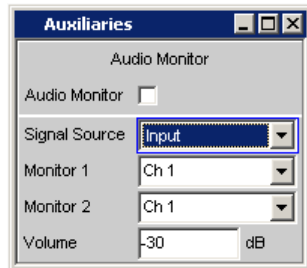 Auxiliaries
Audio Monitor
Audio Monitor
Signal Source Input
Monitor 1 Ch 1
Monitor 2 Ch 1
Volume -30 dB